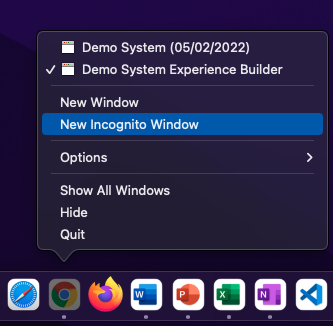 Demo System (05/02/2022)
✓ Demo System Experience Builder
New Window
New Incognito Window
Options >
Show All Windows
Hide
Quit
W P X N